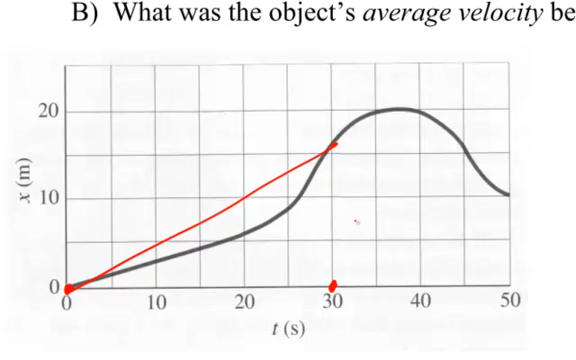 B) What was the object's average velocity be
20
x (m)
10
0
0 10 20 30 40 50
t (s)